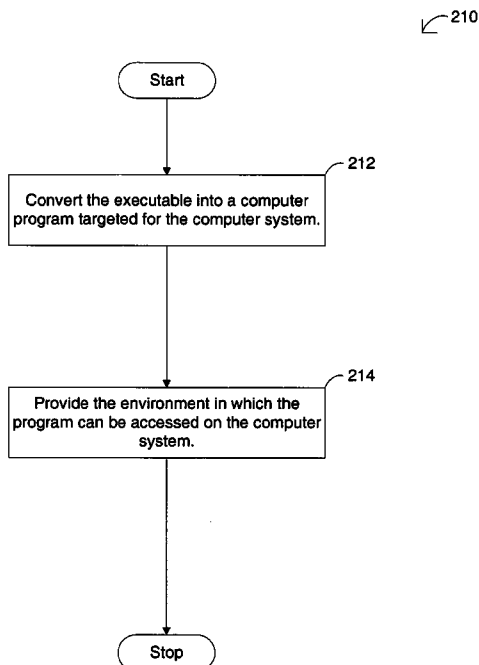 210
Start
212
Convert the executable into a computer
program targeted for the computer system.
214
Provide the environment in which the
program can be accessed on the computer
system.
Stop